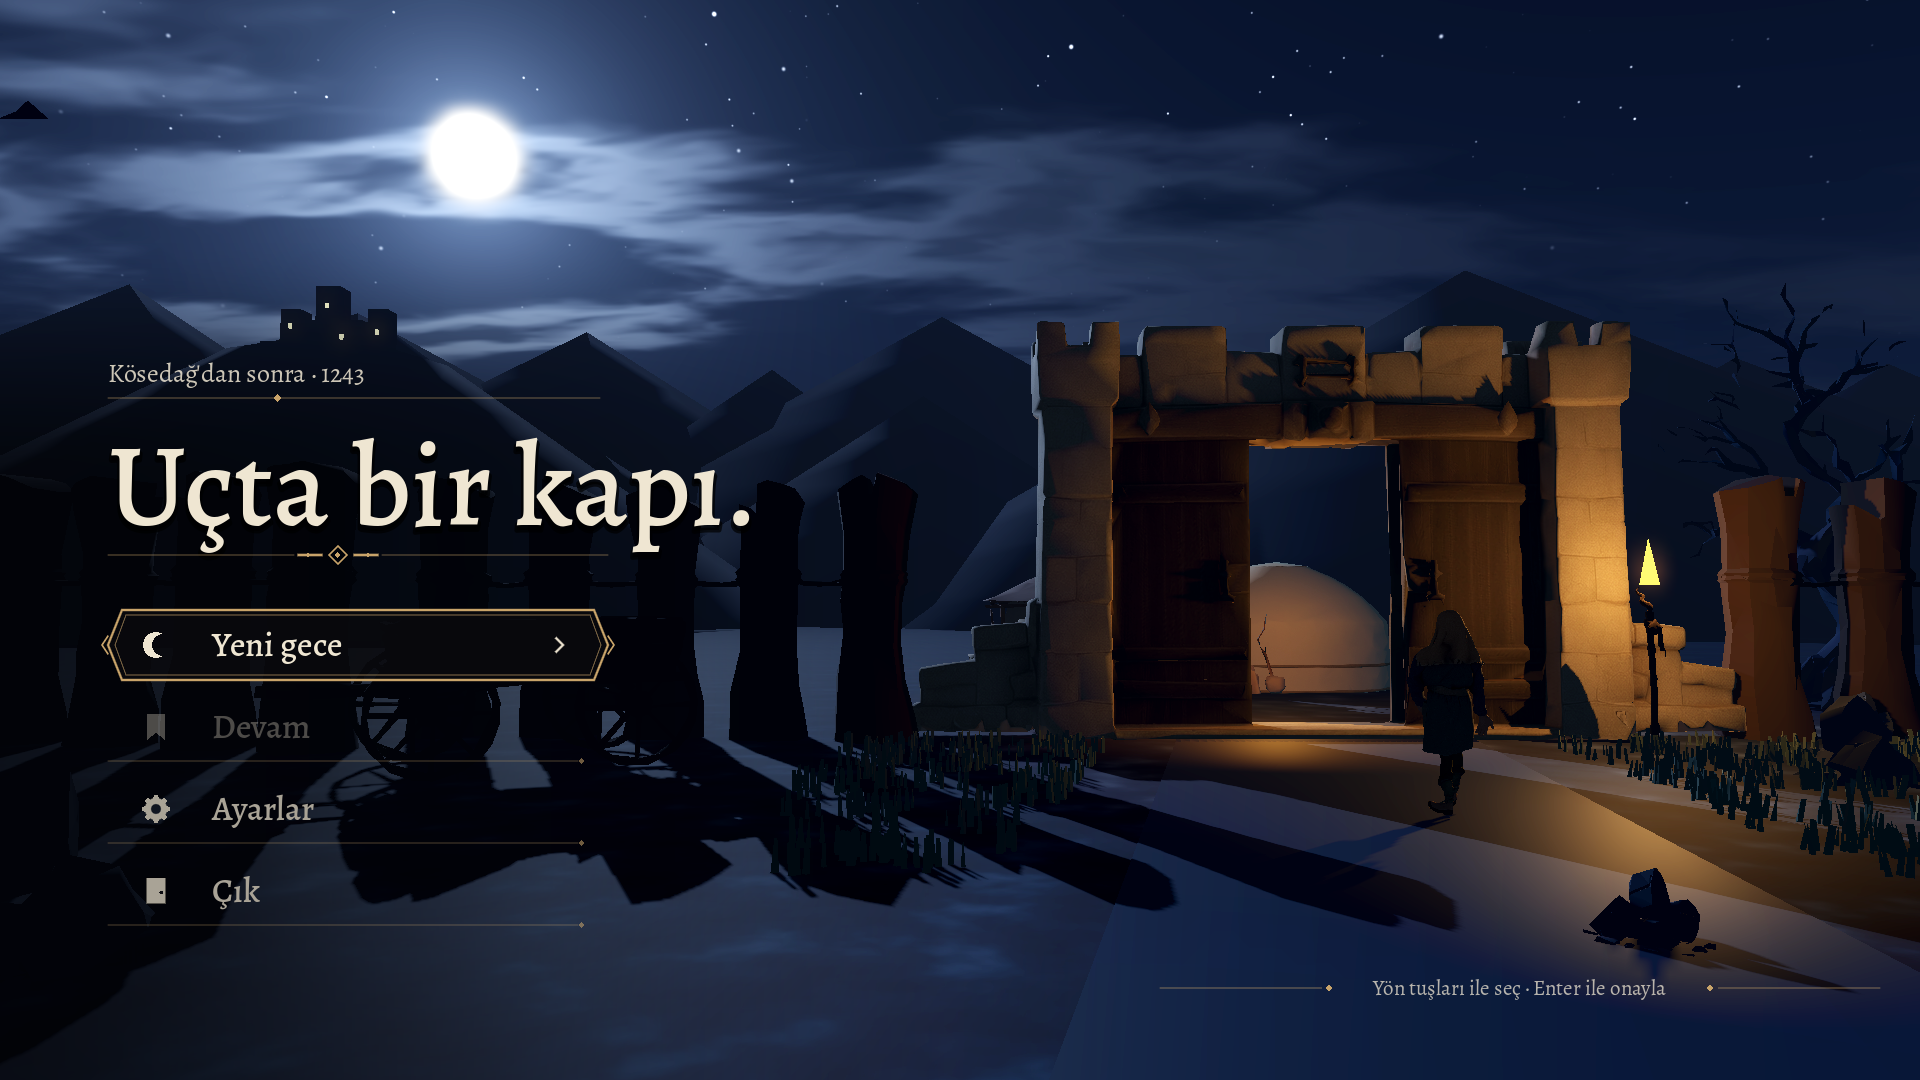 Kösedağ'dan sonra · 1243
Uçta bir kapı.
Yeni gece
Devam
Ayarlar
Çık
Yön tuşları ile seç · Enter ile onayla